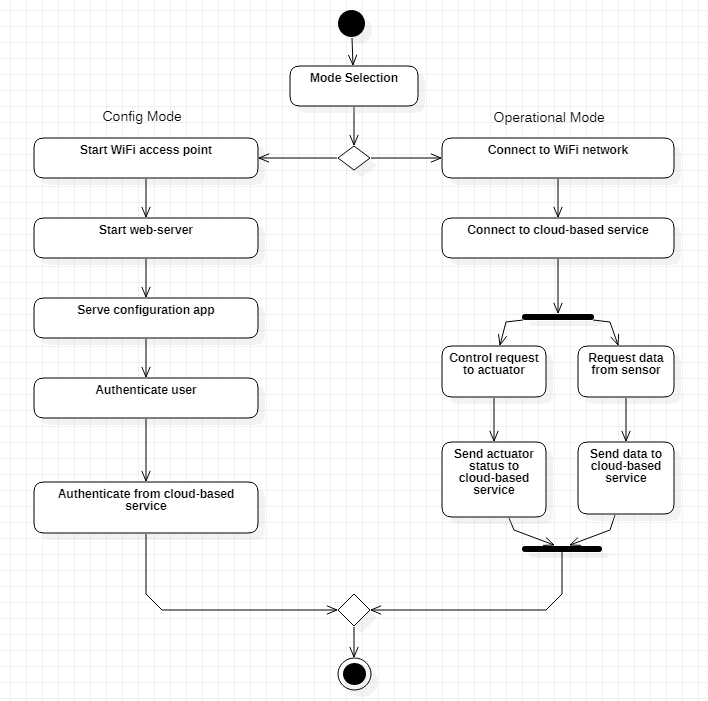 Mode Selection
Config Mode
Operational Mode
Start WiFi access point
Connect to WiFi network
Start web-server
Connect to cloud-based service
Serve configuration app
Control request
to actuator
Request data
from sensor
Authenticate user
Send actuator
status to
cloud-based
service
Send data to
cloud-based
service
Authenticate from cloud-based
service